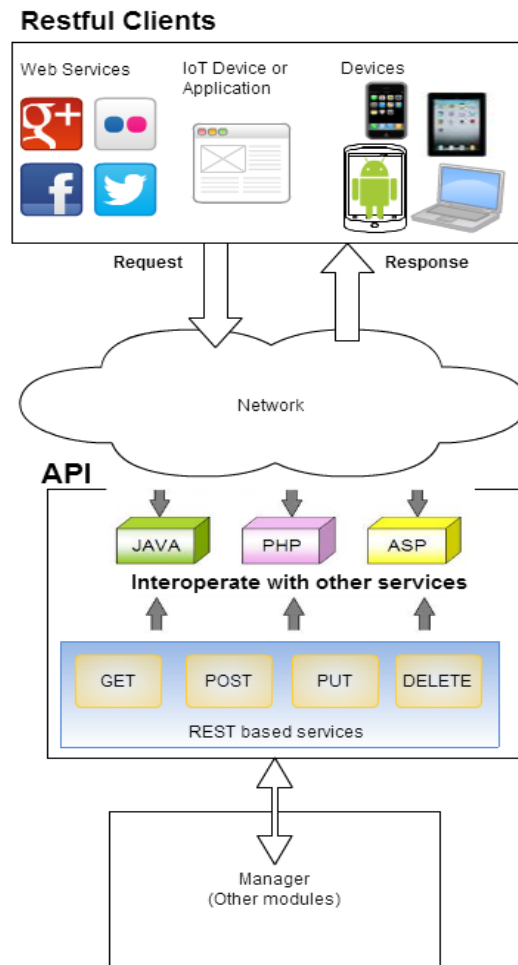 Restful Clients
Web Services
IoT Device or
Application
Devices
g+
f
Request
Response
Network
API
JAVA
PHP
ASP
Interoperate with other services
GET
POST
PUT
DELETE
REST based services
Manager
(Other modules)